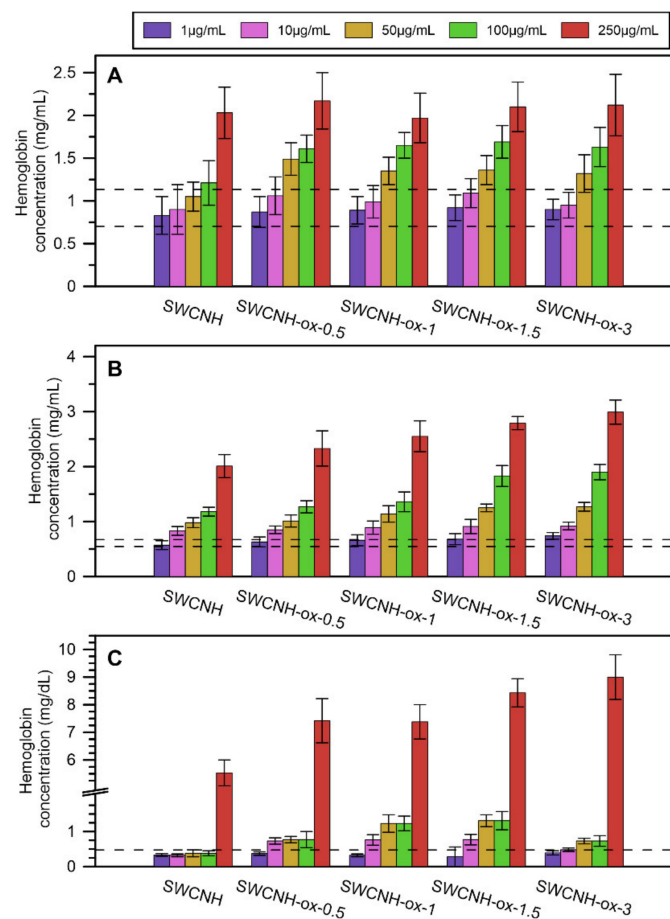 1µg/mL 10µg/mL 50µg/mL 100µg/mL 250µg/mL
A
Hemoglobin
concentration (mg/mL)
2.5
2
1.5
1
0.5
0
SWCNH SWCNH-ox-0.5 SWCNH-ox-1 SWCNH-ox-1.5 SWCNH-ox-3
B
Hemoglobin
concentration (mg/mL)
4
3
2
1
0
SWCNH SWCNH-ox-0.5 SWCNH-ox-1 SWCNH-ox-1.5 SWCNH-ox-3
C
Hemoglobin
concentration (mg/dL)
10
9
8
7
6
1
0
SWCNH SWCNH-ox-0.5 SWCNH-ox-1 SWCNH-ox-1.5 SWCNH-ox-3